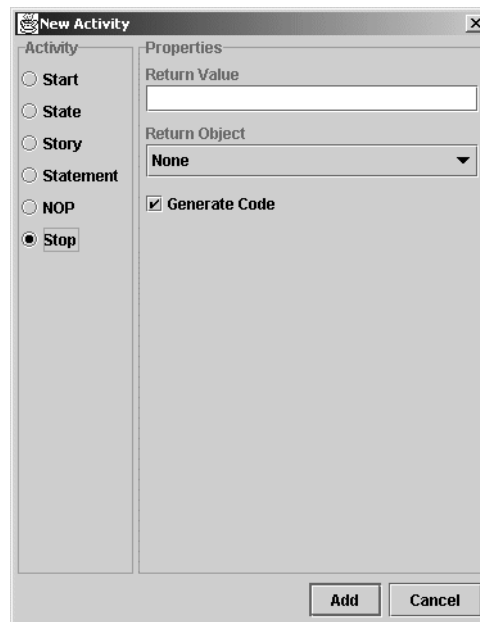 New Activity
Activity
Start
State
Story
Statement
NOP
Stop
Properties
Return Value
Return Object
None
Generate Code
Add
Cancel